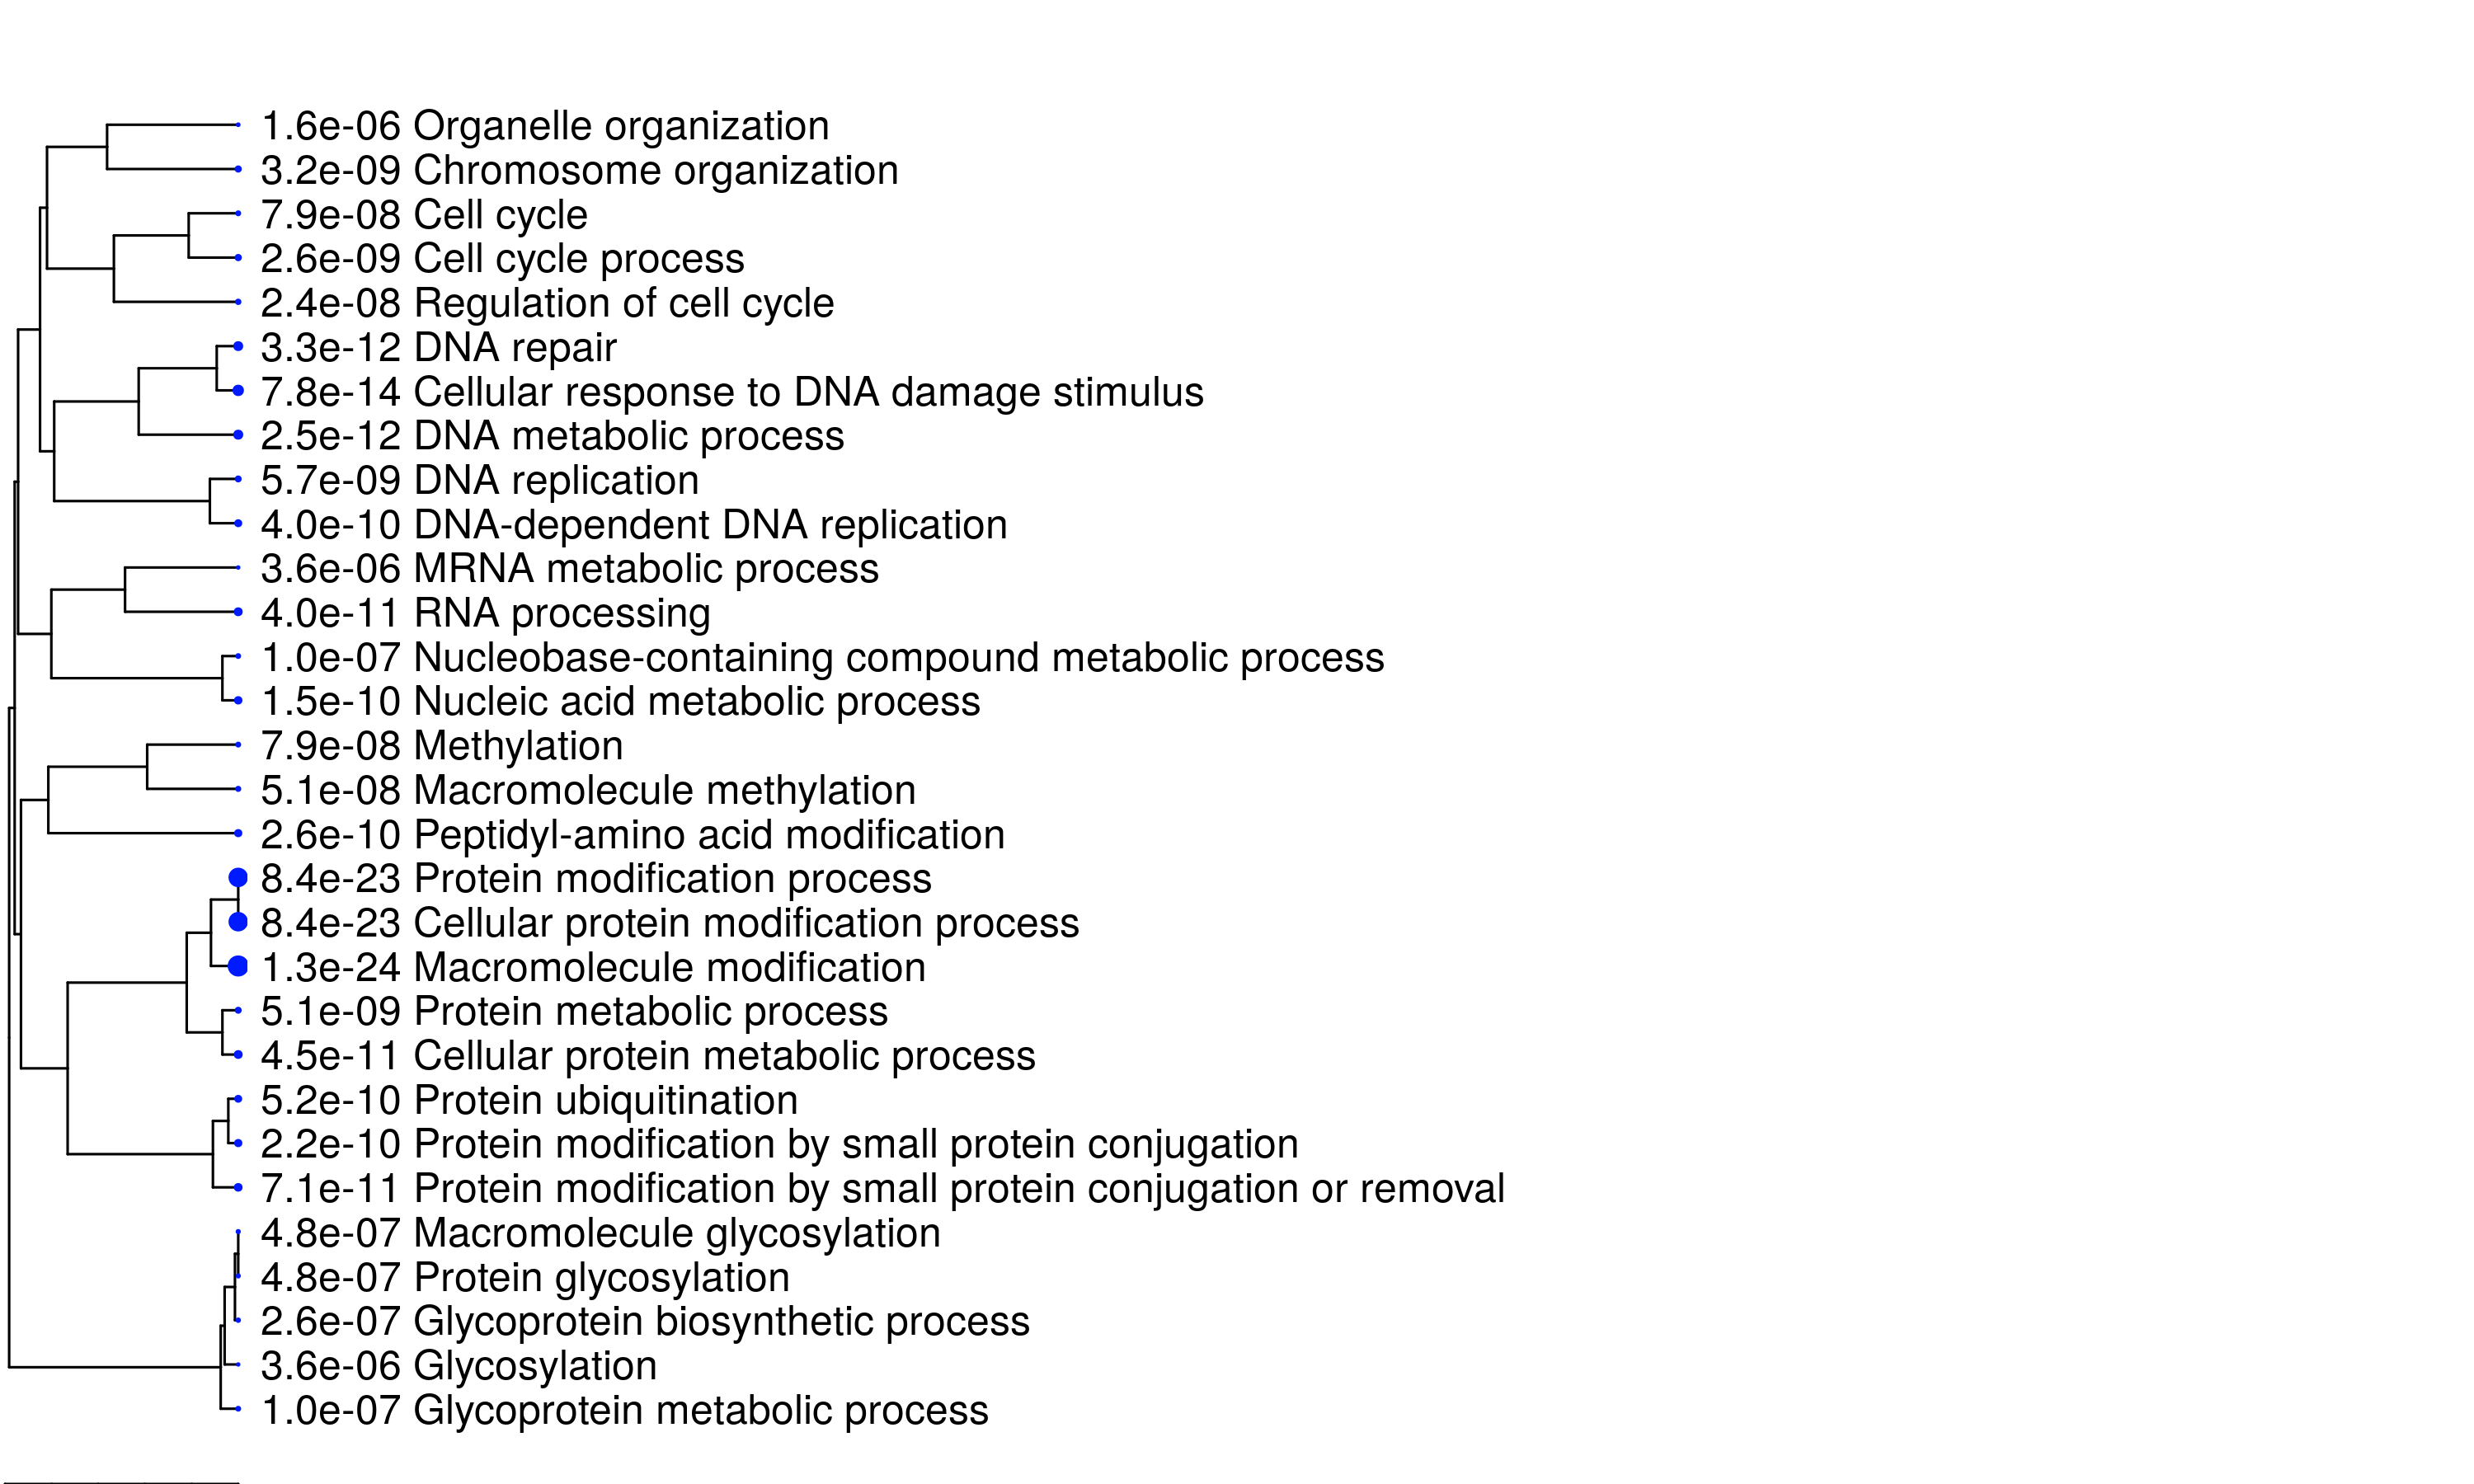 1.6e-06 Organelle organization
3.2e-09 Chromosome organization
7.9e-08 Cell cycle
2.6e-09 Cell cycle process
2.4e-08 Regulation of cell cycle
3.3e-12 DNA repair
7.8e-14 Cellular response to DNA damage stimulus
2.5e-12 DNA metabolic process
5.7e-09 DNA replication
4.0e-10 DNA-dependent DNA replication
3.6e-06 MRNA metabolic process
4.0e-11 RNA processing
1.0e-07 Nucleobase-containing compound metabolic process
1.5e-10 Nucleic acid metabolic process
7.9e-08 Methylation
5.1e-08 Macromolecule methylation
2.6e-10 Peptidyl-amino acid modification
8.4e-23 Protein modification process
8.4e-23 Cellular protein modification process
1.3e-24 Macromolecule modification
5.1e-09 Protein metabolic process
4.5e-11 Cellular protein metabolic process
5.2e-10 Protein ubiquitination
2.2e-10 Protein modification by small protein conjugation
7.1e-11 Protein modification by small protein conjugation or removal
4.8e-07 Macromolecule glycosylation
4.8e-07 Protein glycosylation
2.6e-07 Glycoprotein biosynthetic process
3.6e-06 Glycosylation
1.0e-07 Glycoprotein metabolic process